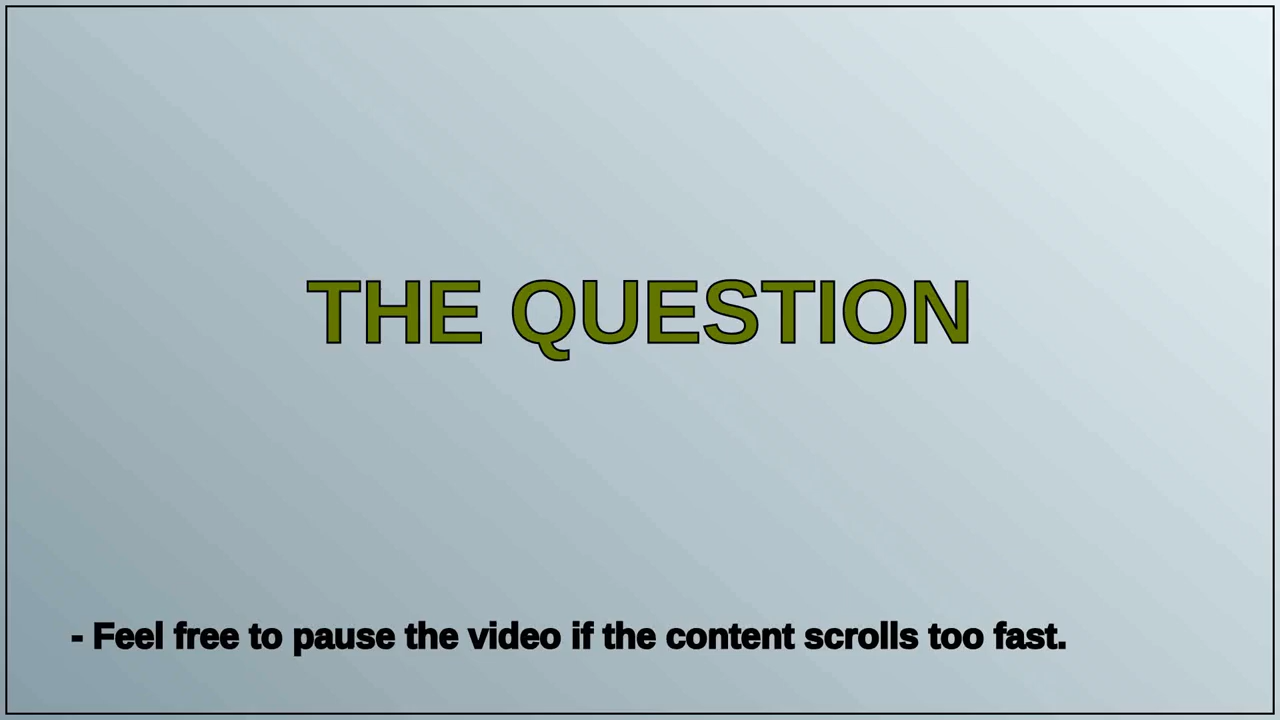 THE QUESTION
- Feel free to pause the video if the content scrolls too fast.